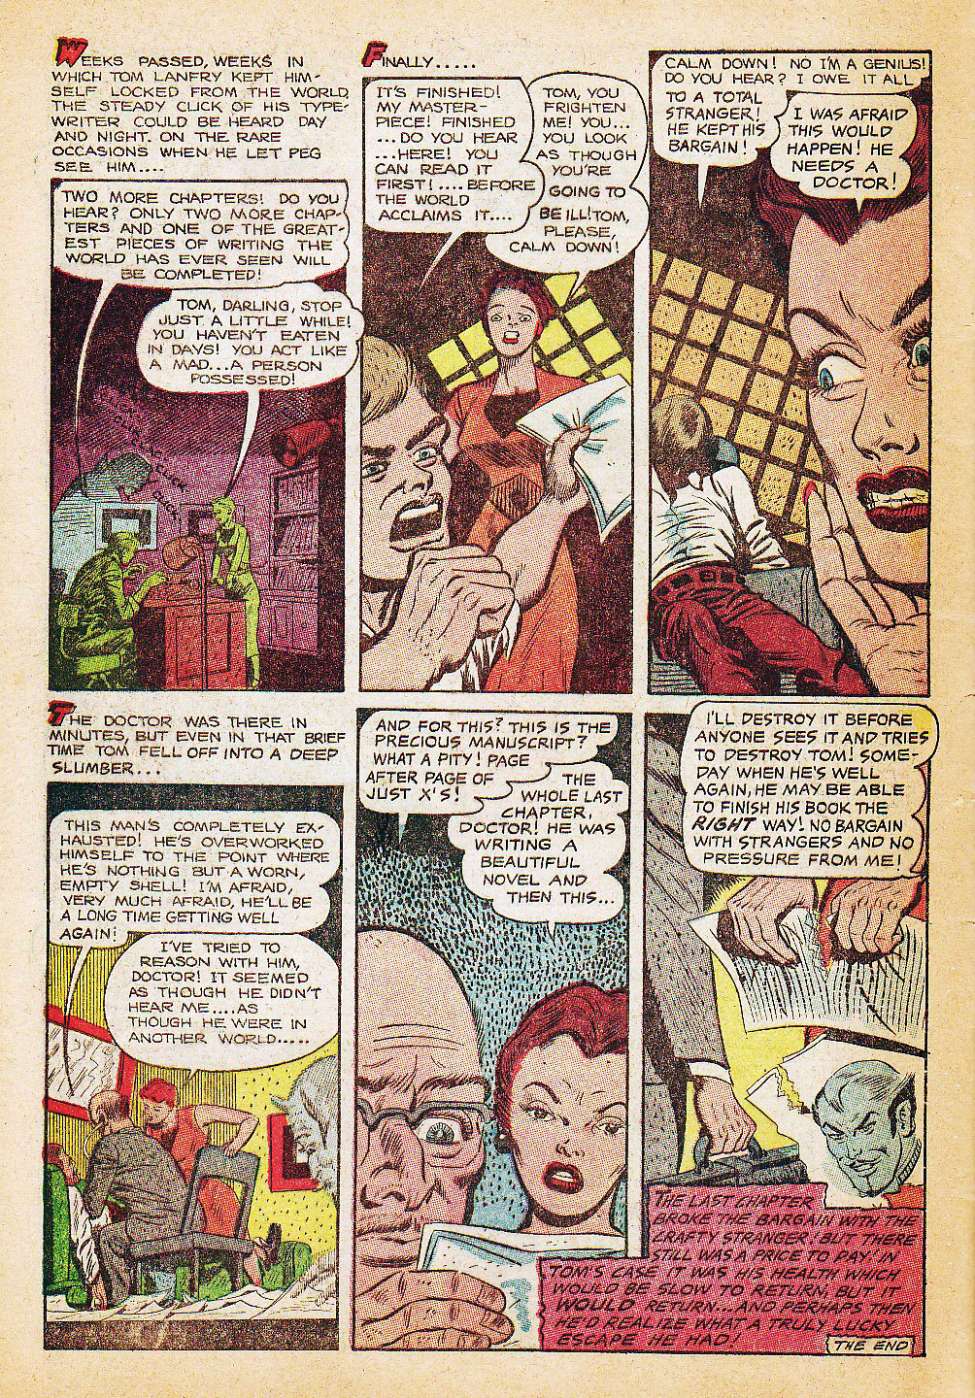 WEEKS PASSED, WEEKS IN
WHICH TOM LANFRY KEPT HIM-
SELF LOCKED FROM THE WORLD,
THE STEADY CLICK OF HIS TYPE-
WRITER COULD BE HEARD DAY
AND NIGHT. ON THE RARE
OCCASIONS WHEN HE LET PEG
SEE HIM....
TWO MORE CHAPTERS! DO YOU
HEAR? ONLY TWO MORE CHAP-
TERS AND ONE OF THE GREAT-
EST PIECES OF WRITING THE
WORLD HAS EVER SEEN WILL
BE COMPLETED!
TOM, DARLING, STOP
JUST A LITTLE WHILE!
YOU HAVEN'T EATEN
IN DAYS! YOU ACT LIKE
A MAD...A PERSON
POSSESSED!
CLICK
CLICK
CLICK
CLICK
FINALLY.....
IT'S FINISHED!
MY MASTER-
PIECE! FINISHED
...DO YOU HEAR
...HERE! YOU
CAN READ IT
FIRST!....BEFORE
THE WORLD
ACCLAIMS IT....
TOM, YOU
FRIGHTEN
ME! YOU...
YOU LOOK
AS THOUGH
YOU'RE
GOING TO
BE ILL! TOM,
PLEASE,
CALM DOWN!
CALM DOWN! NO I'M A GENIUS!
DO YOU HEAR? I OWE IT ALL
TO A TOTAL
STRANGER!
HE KEPT HIS
BARGAIN!
I WAS AFRAID
THIS WOULD
HAPPEN! HE
NEEDS A
DOCTOR!
THE DOCTOR WAS THERE IN
MINUTES, BUT EVEN IN THAT BRIEF
TIME TOM FELL OFF INTO A DEEP
SLUMBER...
THIS MAN'S COMPLETELY EX-
HAUSTED! HE'S OVERWORKED
HIMSELF TO THE POINT WHERE
HE'S NOTHING BUT A WORN,
EMPTY SHELL! I'M AFRAID,
VERY MUCH AFRAID, HE'LL BE
A LONG TIME GETTING WELL
AGAIN!
I'VE TRIED TO
REASON WITH HIM,
DOCTOR! IT SEEMED
AS THOUGH HE DIDN'T
HEAR ME....AS
THOUGH HE WERE IN
ANOTHER WORLD.....
AND FOR THIS? THIS IS THE
PRECIOUS MANUSCRIPT?
WHAT A PITY! PAGE
AFTER PAGE OF
JUST X'S!
THE
WHOLE LAST
CHAPTER,
DOCTOR! HE WAS
WRITING A
BEAUTIFUL
NOVEL AND
THEN THIS...
I'LL DESTROY IT BEFORE
ANYONE SEES IT AND TRIES
TO DESTROY TOM! SOME-
DAY WHEN HE'S WELL
AGAIN, HE MAY BE ABLE
TO FINISH HIS BOOK THE
RIGHT WAY! NO BARGAIN
WITH STRANGERS AND NO
PRESSURE FROM ME!
THE LAST CHAPTER
BROKE THE BARGAIN WITH THE
CRAFTY STRANGER! BUT THERE
STILL WAS A PRICE TO PAY! IN
TOM'S CASE IT WAS HIS HEALTH WHICH
WOULD BE SLOW TO RETURN, BUT IT
WOULD RETURN...AND PERHAPS THEN
HE'D REALIZE WHAT A TRULY LUCKY
ESCAPE HE HAD!
THE END